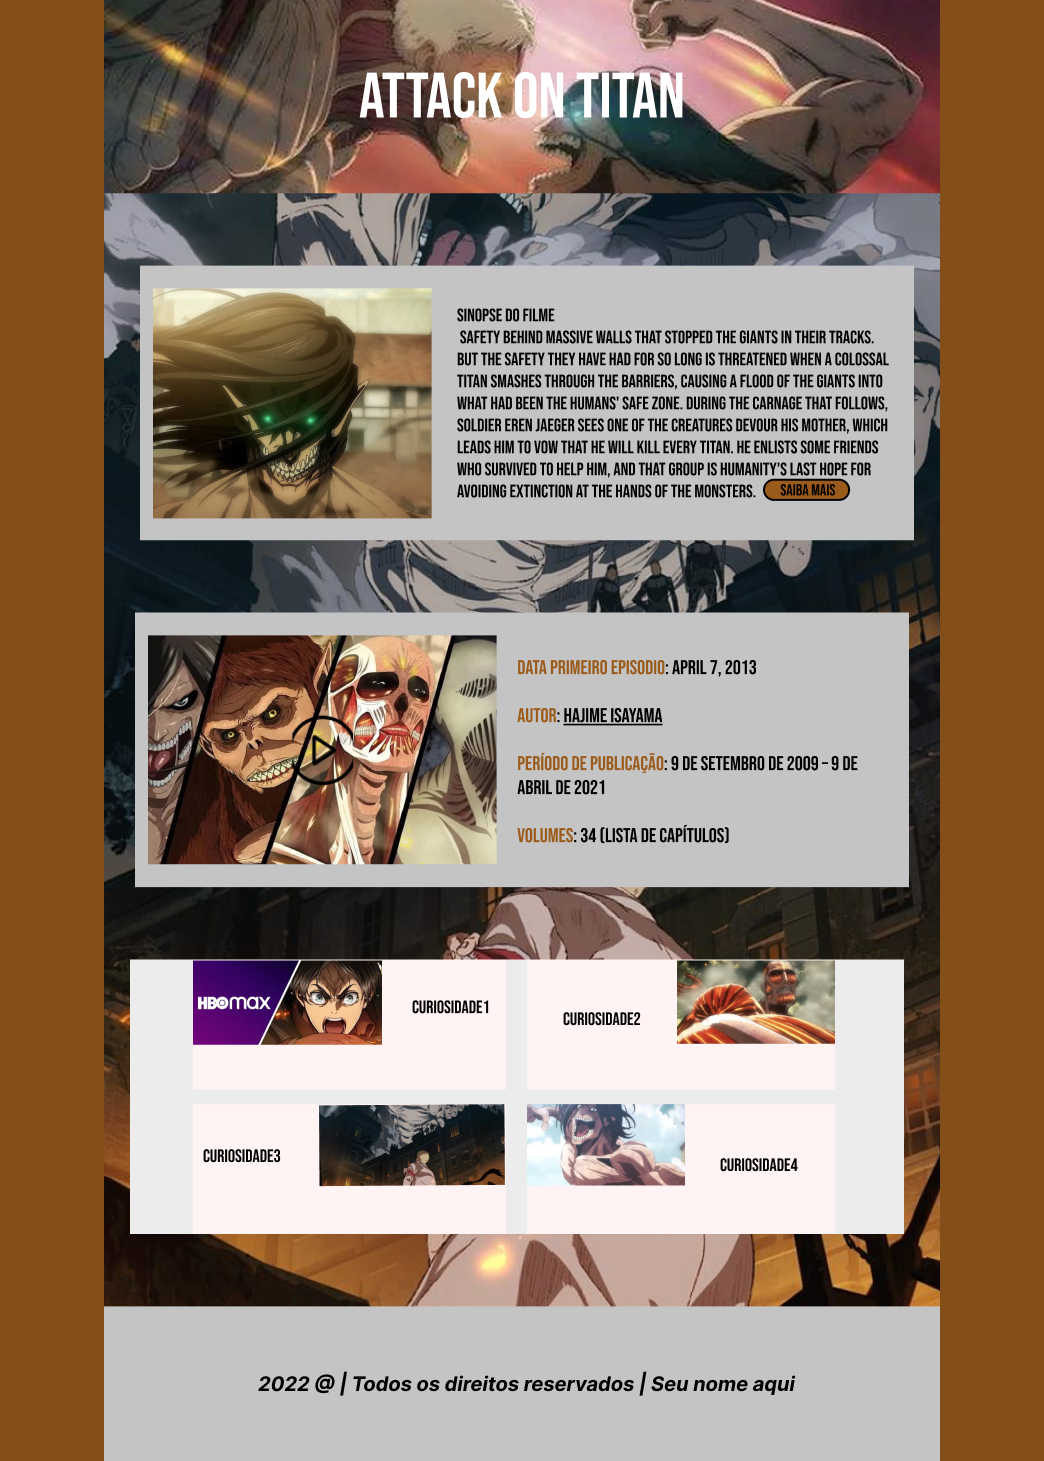 ATTACK ON TITAN
SINOPSE DO FILME
SAFETY BEHIND MASSIVE WALLS THAT STOPPED THE GIANTS IN THEIR TRACKS.
BUT THE SAFETY THEY HAVE HAD FOR SO LONG IS THREATENED WHEN A COLOSSAL
TITAN SMASHES THROUGH THE BARRIERS, CAUSING A FLOOD OF THE GIANTS INTO
WHAT HAD BEEN THE HUMANS' SAFE ZONE. DURING THE CARNAGE THAT FOLLOWS,
SOLDIER EREN JAEGER SEES ONE OF THE CREATURES DEVOUR HIS MOTHER, WHICH
LEADS HIM TO VOW THAT HE WILL KILL EVERY TITAN. HE ENLISTS SOME FRIENDS
WHO SURVIVED TO HELP HIM, AND THAT GROUP IS HUMANITY'S LAST HOPE FOR
AVOIDING EXTINCTION AT THE HANDS OF THE MONSTERS. SAIBA MAIS
DATA PRIMEIRO EPISODIO: APRIL 7, 2013
AUTOR: HAJIME ISAYAMA
PERÍODO DE PUBLICAÇÃO: 9 DE SETEMBRO DE 2009 – 9 DE
ABRIL DE 2021
VOLUMES: 34 (LISTA DE CAPÍTULOS)
HBOmax
CURIOSIDADE1
CURIOSIDADE2
CURIOSIDADE3
CURIOSIDADE4
2022 @ | Todos os direitos reservados | Seu nome aqui